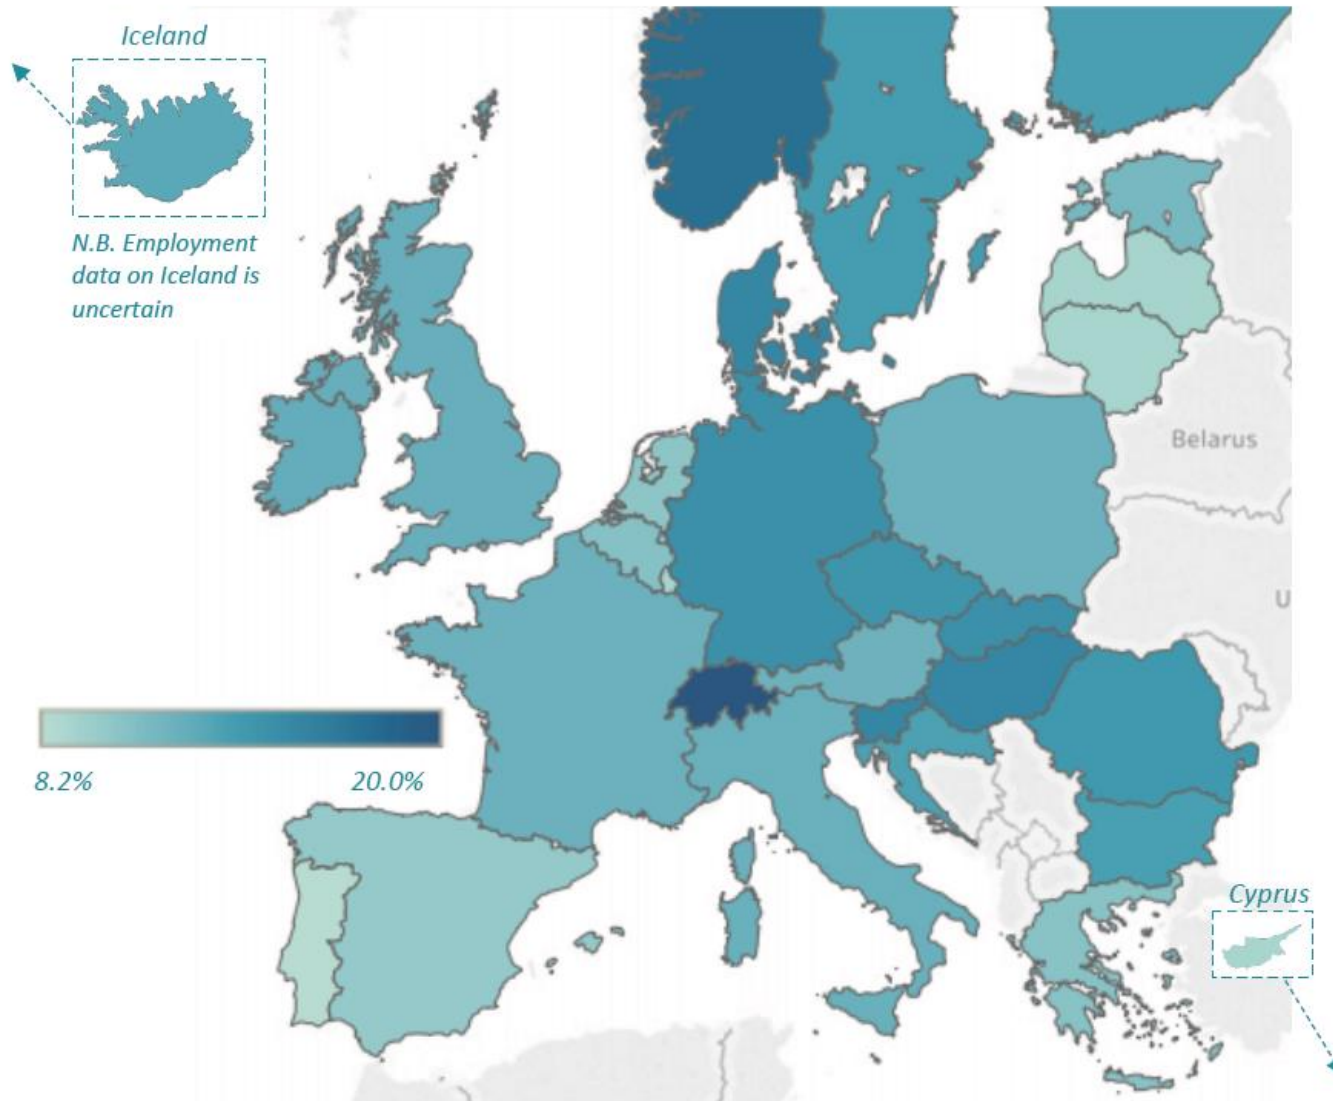 Iceland
N.B. Employment
data on Iceland is
uncertain
Belarus
U
8.2%
20.0%
Cyprus